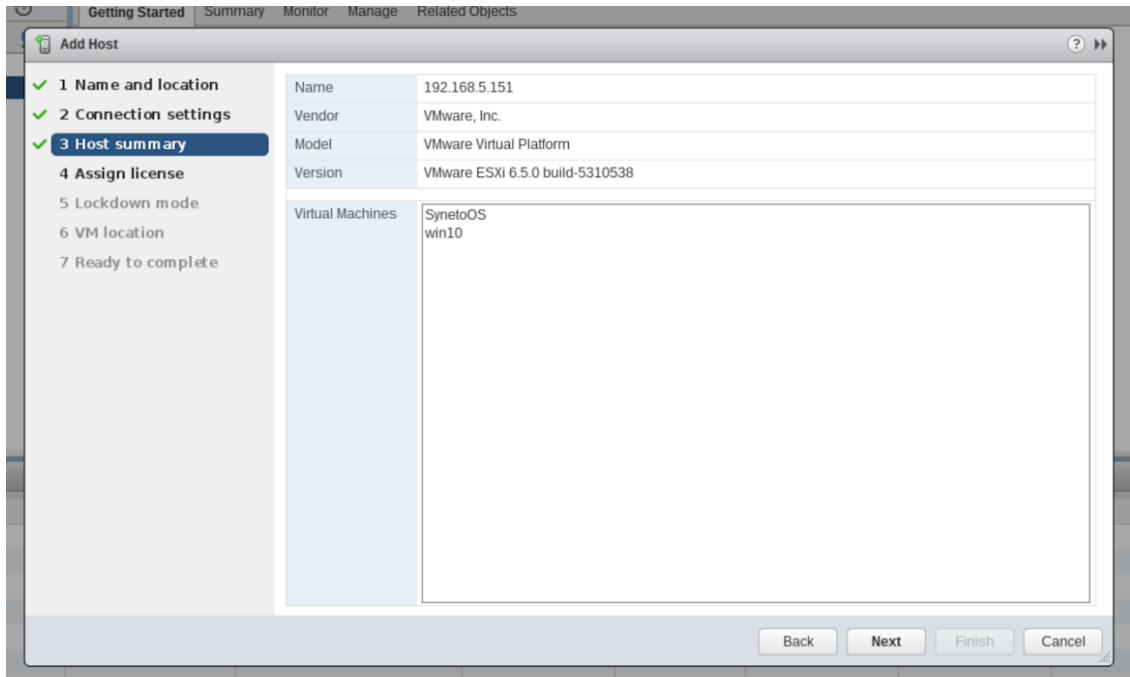 Getting Started Summary Monitor Manage Related Objects
Add Host
?
1 Name and location
2 Connection settings
3 Host summary
4 Assign license
5 Lockdown mode
6 VM location
7 Ready to complete
Name 192.168.5.151
Vendor VMware, Inc.
Model VMware Virtual Platform
Version VMware ESXi 6.5.0 build-5310538
Virtual Machines SynetoOS
win10
Back Next Finish Cancel